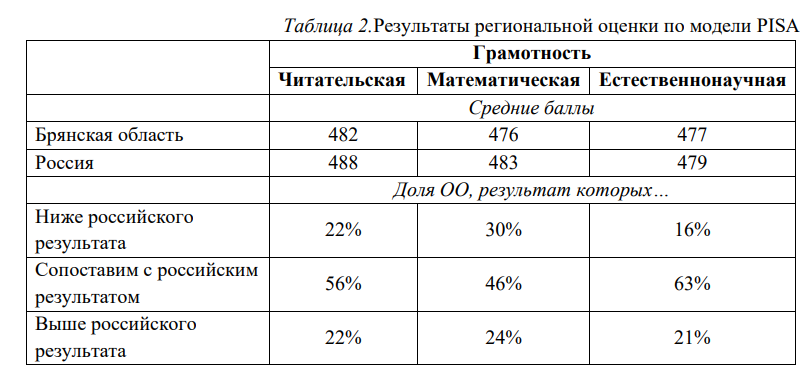 Таблица 2.Результаты региональной оценки по модели PISA
Грамотность
Читательская Математическая Естественнонаучная
Средние баллы
Брянская область 482 476 477
Россия 488 483 479
Доля ОО, результат которых…
Ниже российского
результата 22% 30% 16%
Сопоставим с российским
результатом 56% 46% 63%
Выше российского
результата 22% 24% 21%